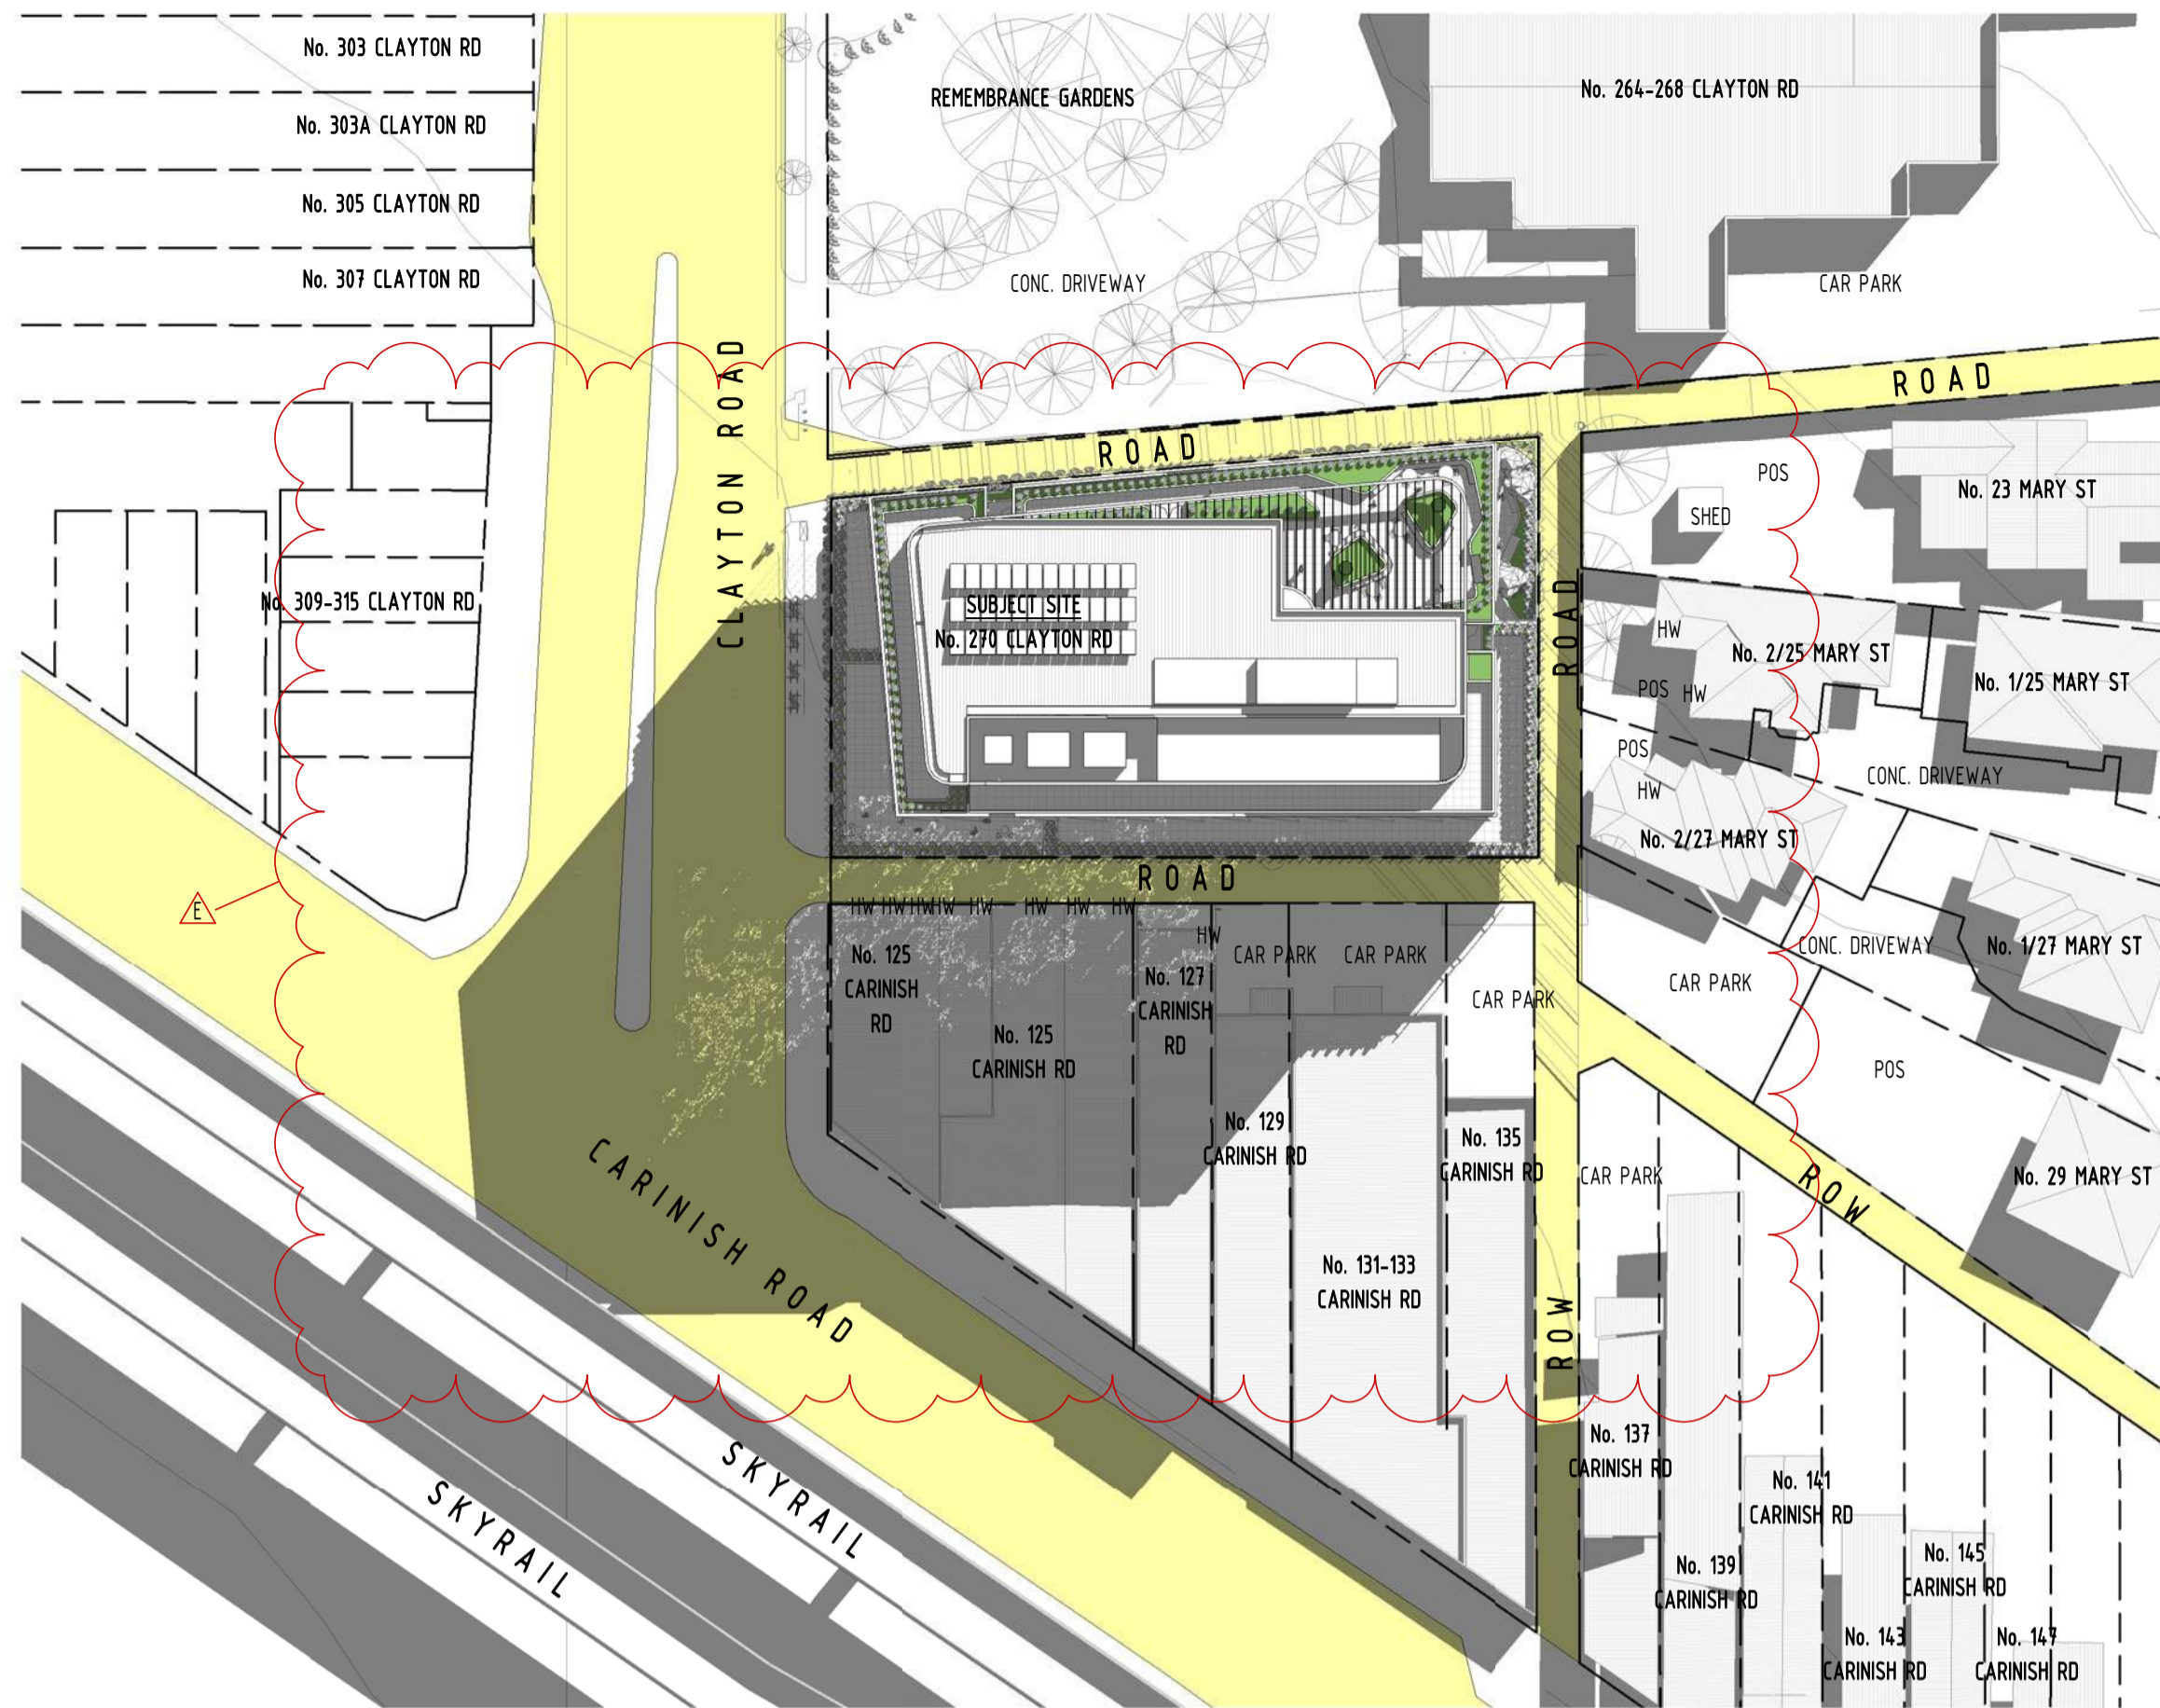 No. 303 CLAYTON RD
No. 303A CLAYTON RD
No. 305 CLAYTON RD
No. 307 CLAYTON RD
REMEMBRANCE GARDENS
No. 264-268 CLAYTON RD
CONC. DRIVEWAY
CAR PARK
CLAYTON ROAD
ROAD
ROAD
POS
No. 23 MARY ST
SHED
No. 309-315 CLAYTON RD
SUBJECT SITE
No. 270 CLAYTON RD
ROAD
HW
No. 2/25 MARY ST
POS HW
No. 1/25 MARY ST
POS
CONC. DRIVEWAY
HW
No. 2/27 MARY ST
ROAD
E
HW HW HW HW HW HW HW HW
HW
No. 125
CARINISH
RD
No. 125
CARINISH RD
No. 127
CARINISH
RD
CAR PARK
CAR PARK
CAR PARK
CAR PARK
CONC. DRIVEWAY
No. 1/27 MARY ST
POS
No. 129
CARINISH RD
No. 135
CARINISH RD
CAR PARK
ROW
No. 29 MARY ST
CARINISH ROAD
No. 131-133
CARINISH RD
ROW
SKYRAIL
SKYRAIL
No. 137
CARINISH RD
No. 141
CARINISH RD
No. 139
CARINISH RD
No. 145
CARINISH RD
No. 143
CARINISH RD
No. 147
CARINISH RD